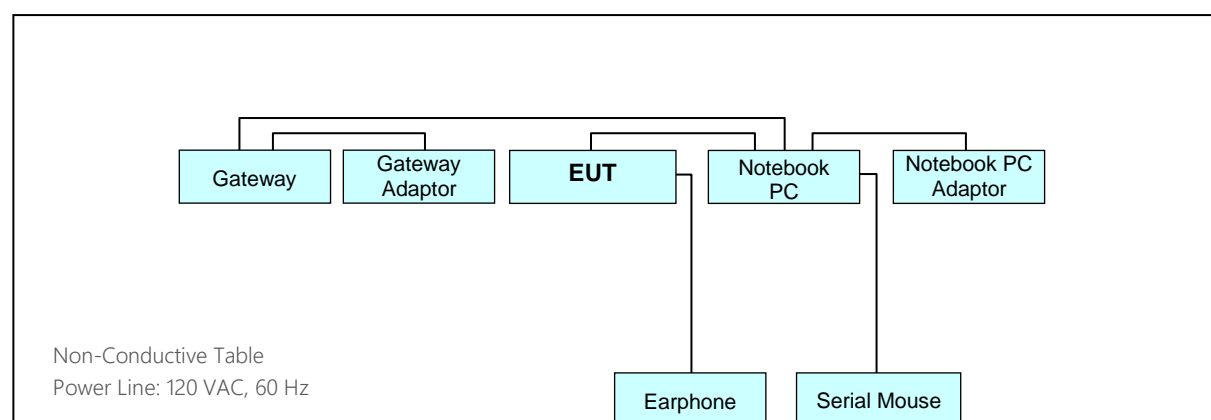 Gateway
Gateway
Adaptor
EUT
Notebook
PC
Notebook PC
Adaptor
Non-Conductive Table
Power Line: 120 VAC, 60 Hz
Earphone
Serial Mouse